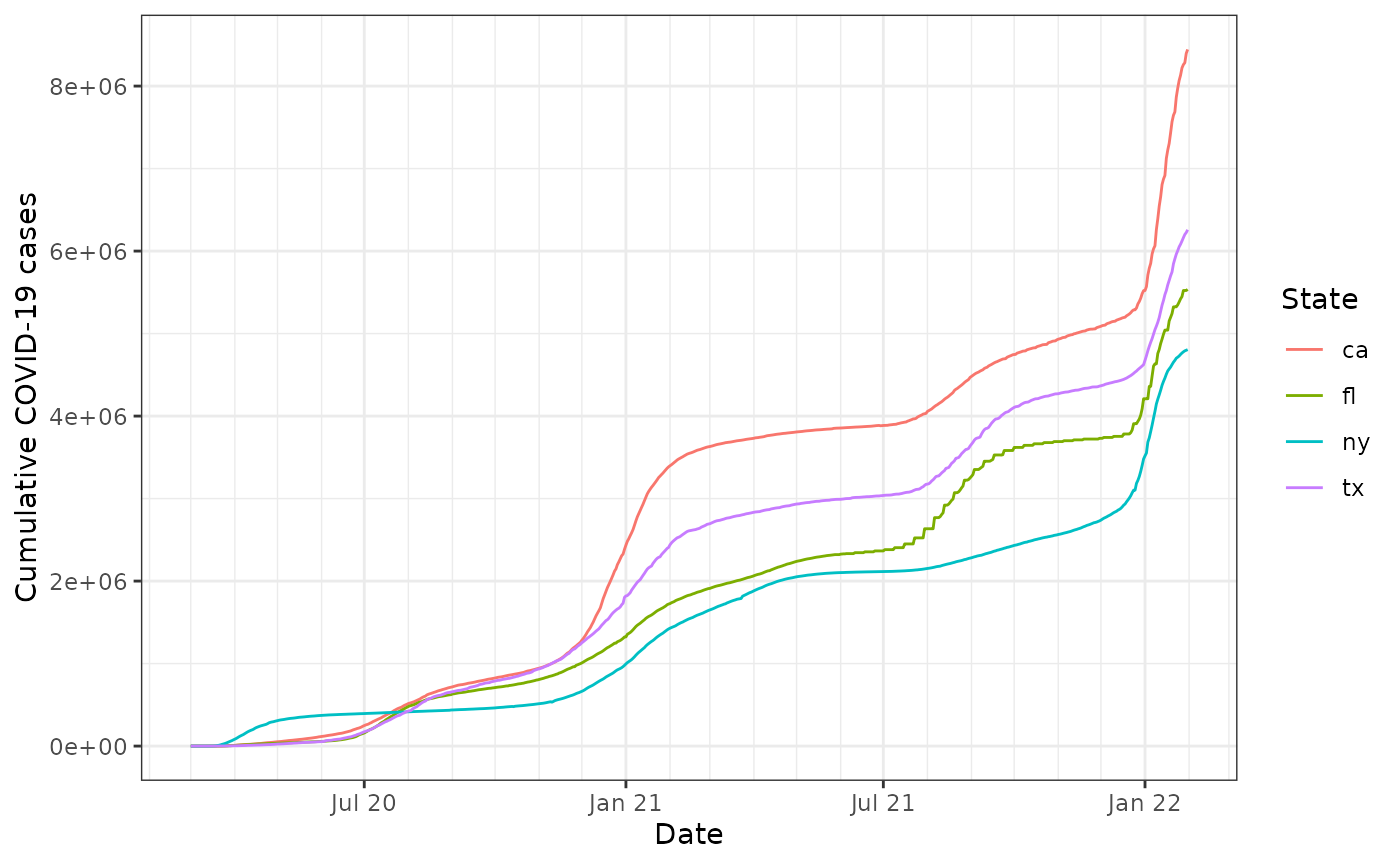 Cumulative COVID-19 cases
8e+06
6e+06
4e+06
2e+06
0e+00
Jul 20
Jan 21
Jul 21
Jan 22
Date
State
ca
fl
ny
tx